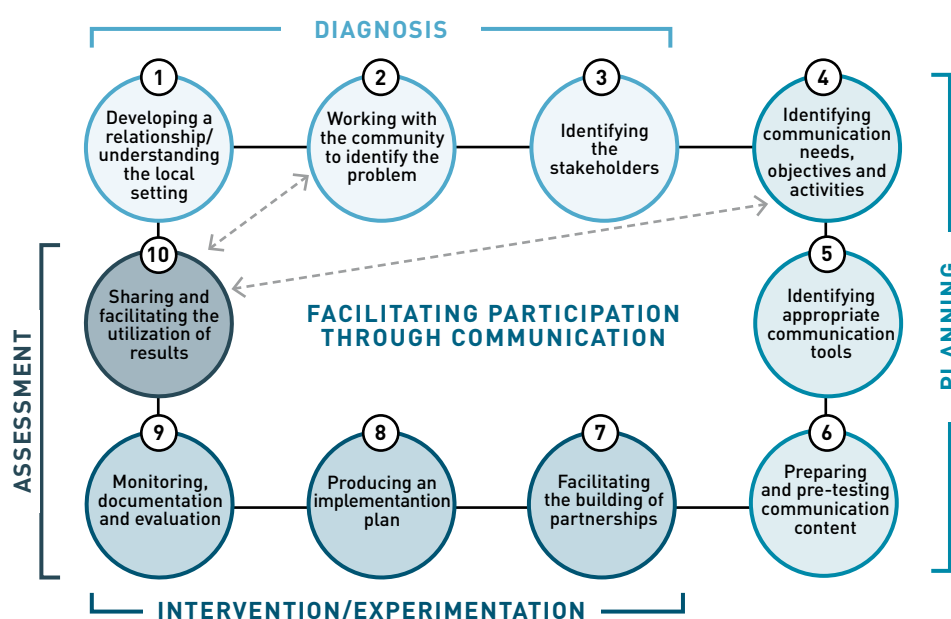 DIAGNOSIS
1
Developing a
relationship/
understanding
the local
setting
2
Working with
the community
to identify the
problem
3
Identifying
the
stakeholders
4
Identifying
communication
needs,
objectives and
activities
5
Identifying
appropriate
communication
tools
PLANNING
6
Preparing
and pre-testing
communication
content
7
Facilitating
the building of
partnerships
8
Producing an
implementantion
plan
9
Monitoring,
documentation
and evaluation
INTERVENTION/EXPERIMENTATION
10
Sharing and
facilitating the
utilization of
results
ASSESSMENT
FACILITATING PARTICIPATION
THROUGH COMMUNICATION